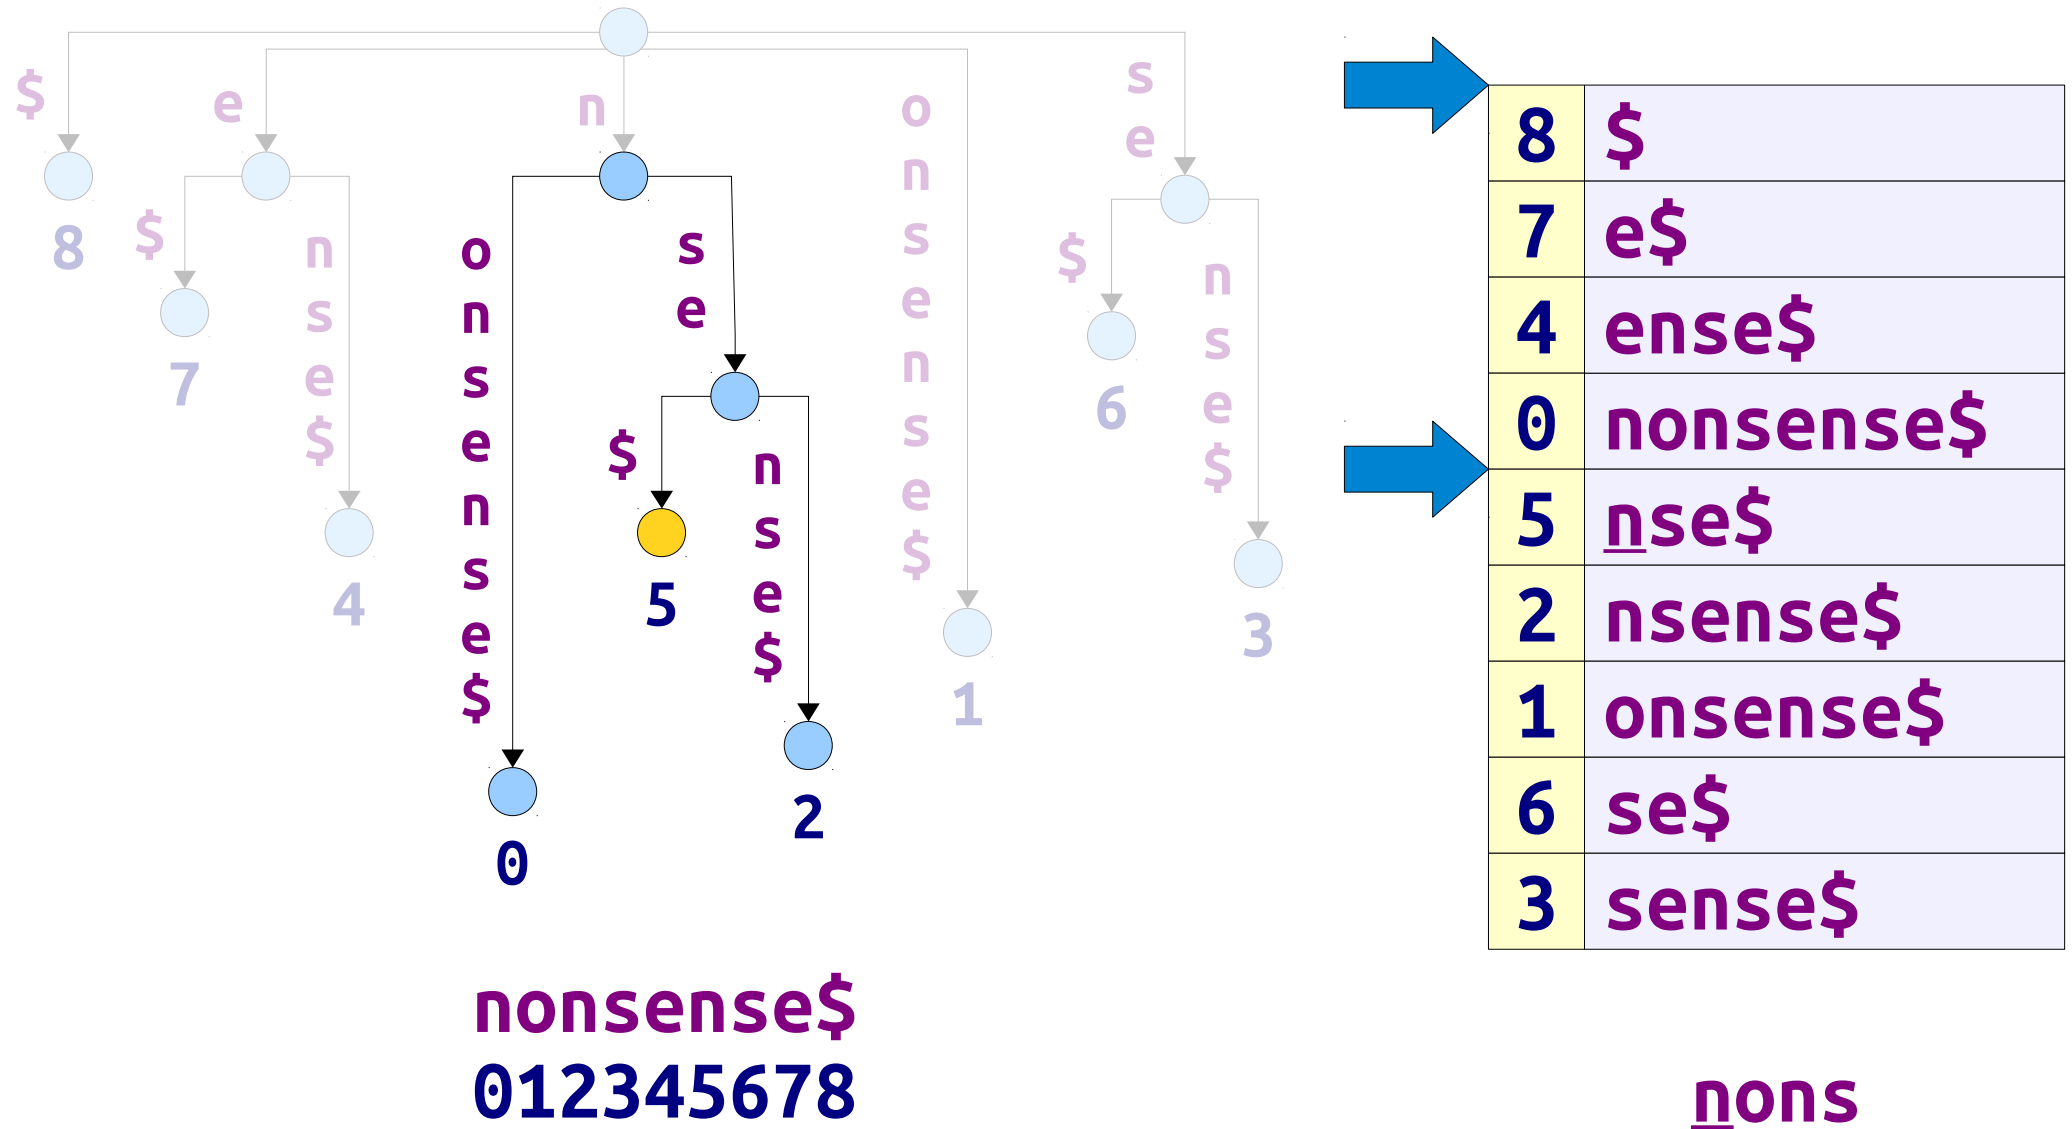 $
e
n
o
n
s
e
n
s
e
$
s
e
8
$
7
n
s
e
$
4
o
n
s
e
n
s
e
$
0
s
e
$
5
n
s
e
$
2
1
$
6
n
s
e
$
3
8 $
7 e$
4 ense$
0 nonsense$
5 nse$
2 nsense$
1 onsense$
6 se$
3 sense$
nonsense$
012345678
nons